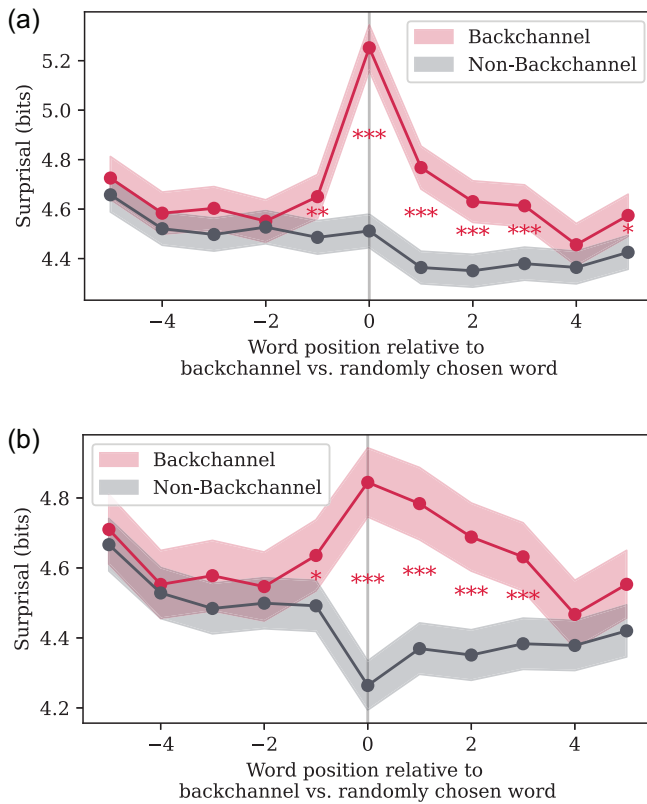 (a)
5.2
5.0
4.8
4.6
4.4
Surprisal (bits)
Backchannel
Non-Backchannel
**
***
***
***
***
*
−4
−2
0
2
4
Word position relative to
backchannel vs. randomly chosen word
(b)
4.8
4.6
4.4
4.2
Surprisal (bits)
Backchannel
Non-Backchannel
*
***
***
***
***
−4
−2
0
2
4
Word position relative to
backchannel vs. randomly chosen word